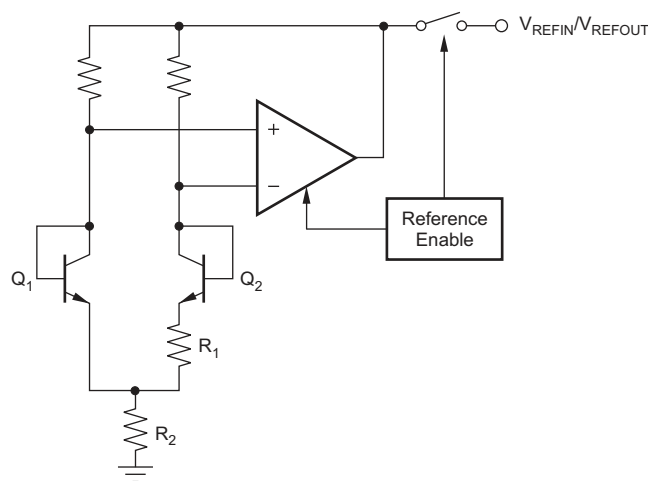 V_REFIN/V_REFOUT
+
−
Reference
Enable
Q₁
Q₂
R₁
R₂